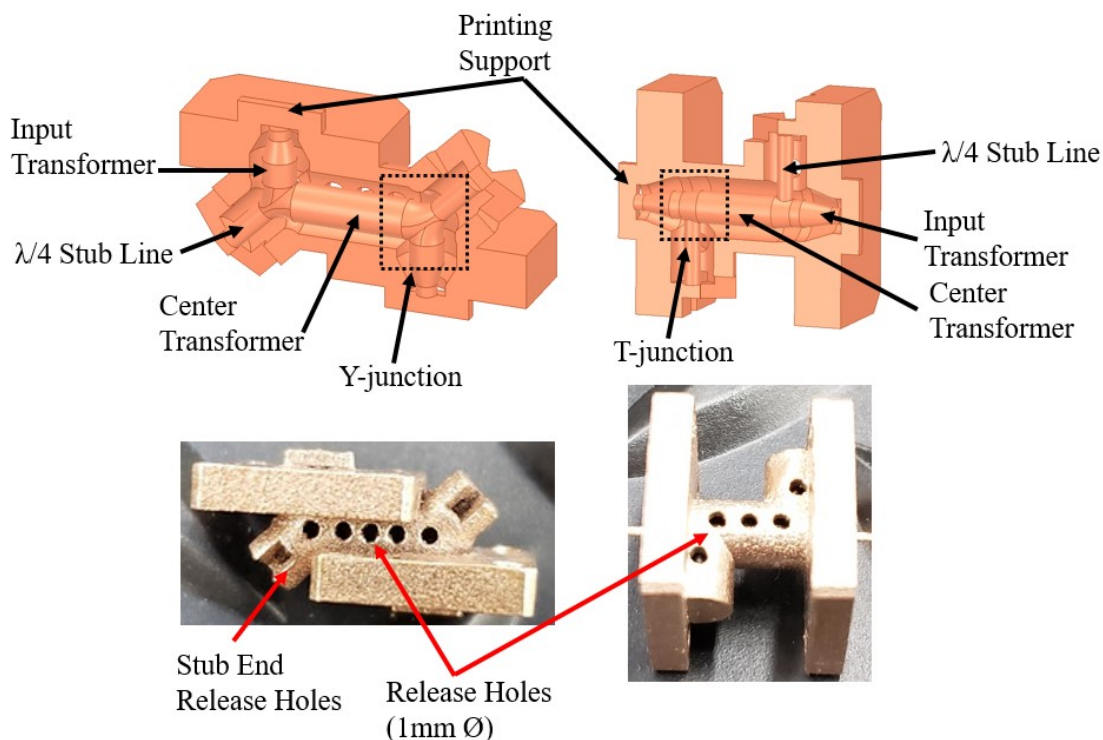 Printing
Support
Input
Transformer
λ/4 Stub Line
Center
Transformer
Y-junction
λ/4 Stub Line
Input
Transformer
Center
Transformer
T-junction
Stub End
Release Holes
Release Holes
(1mm Ø)